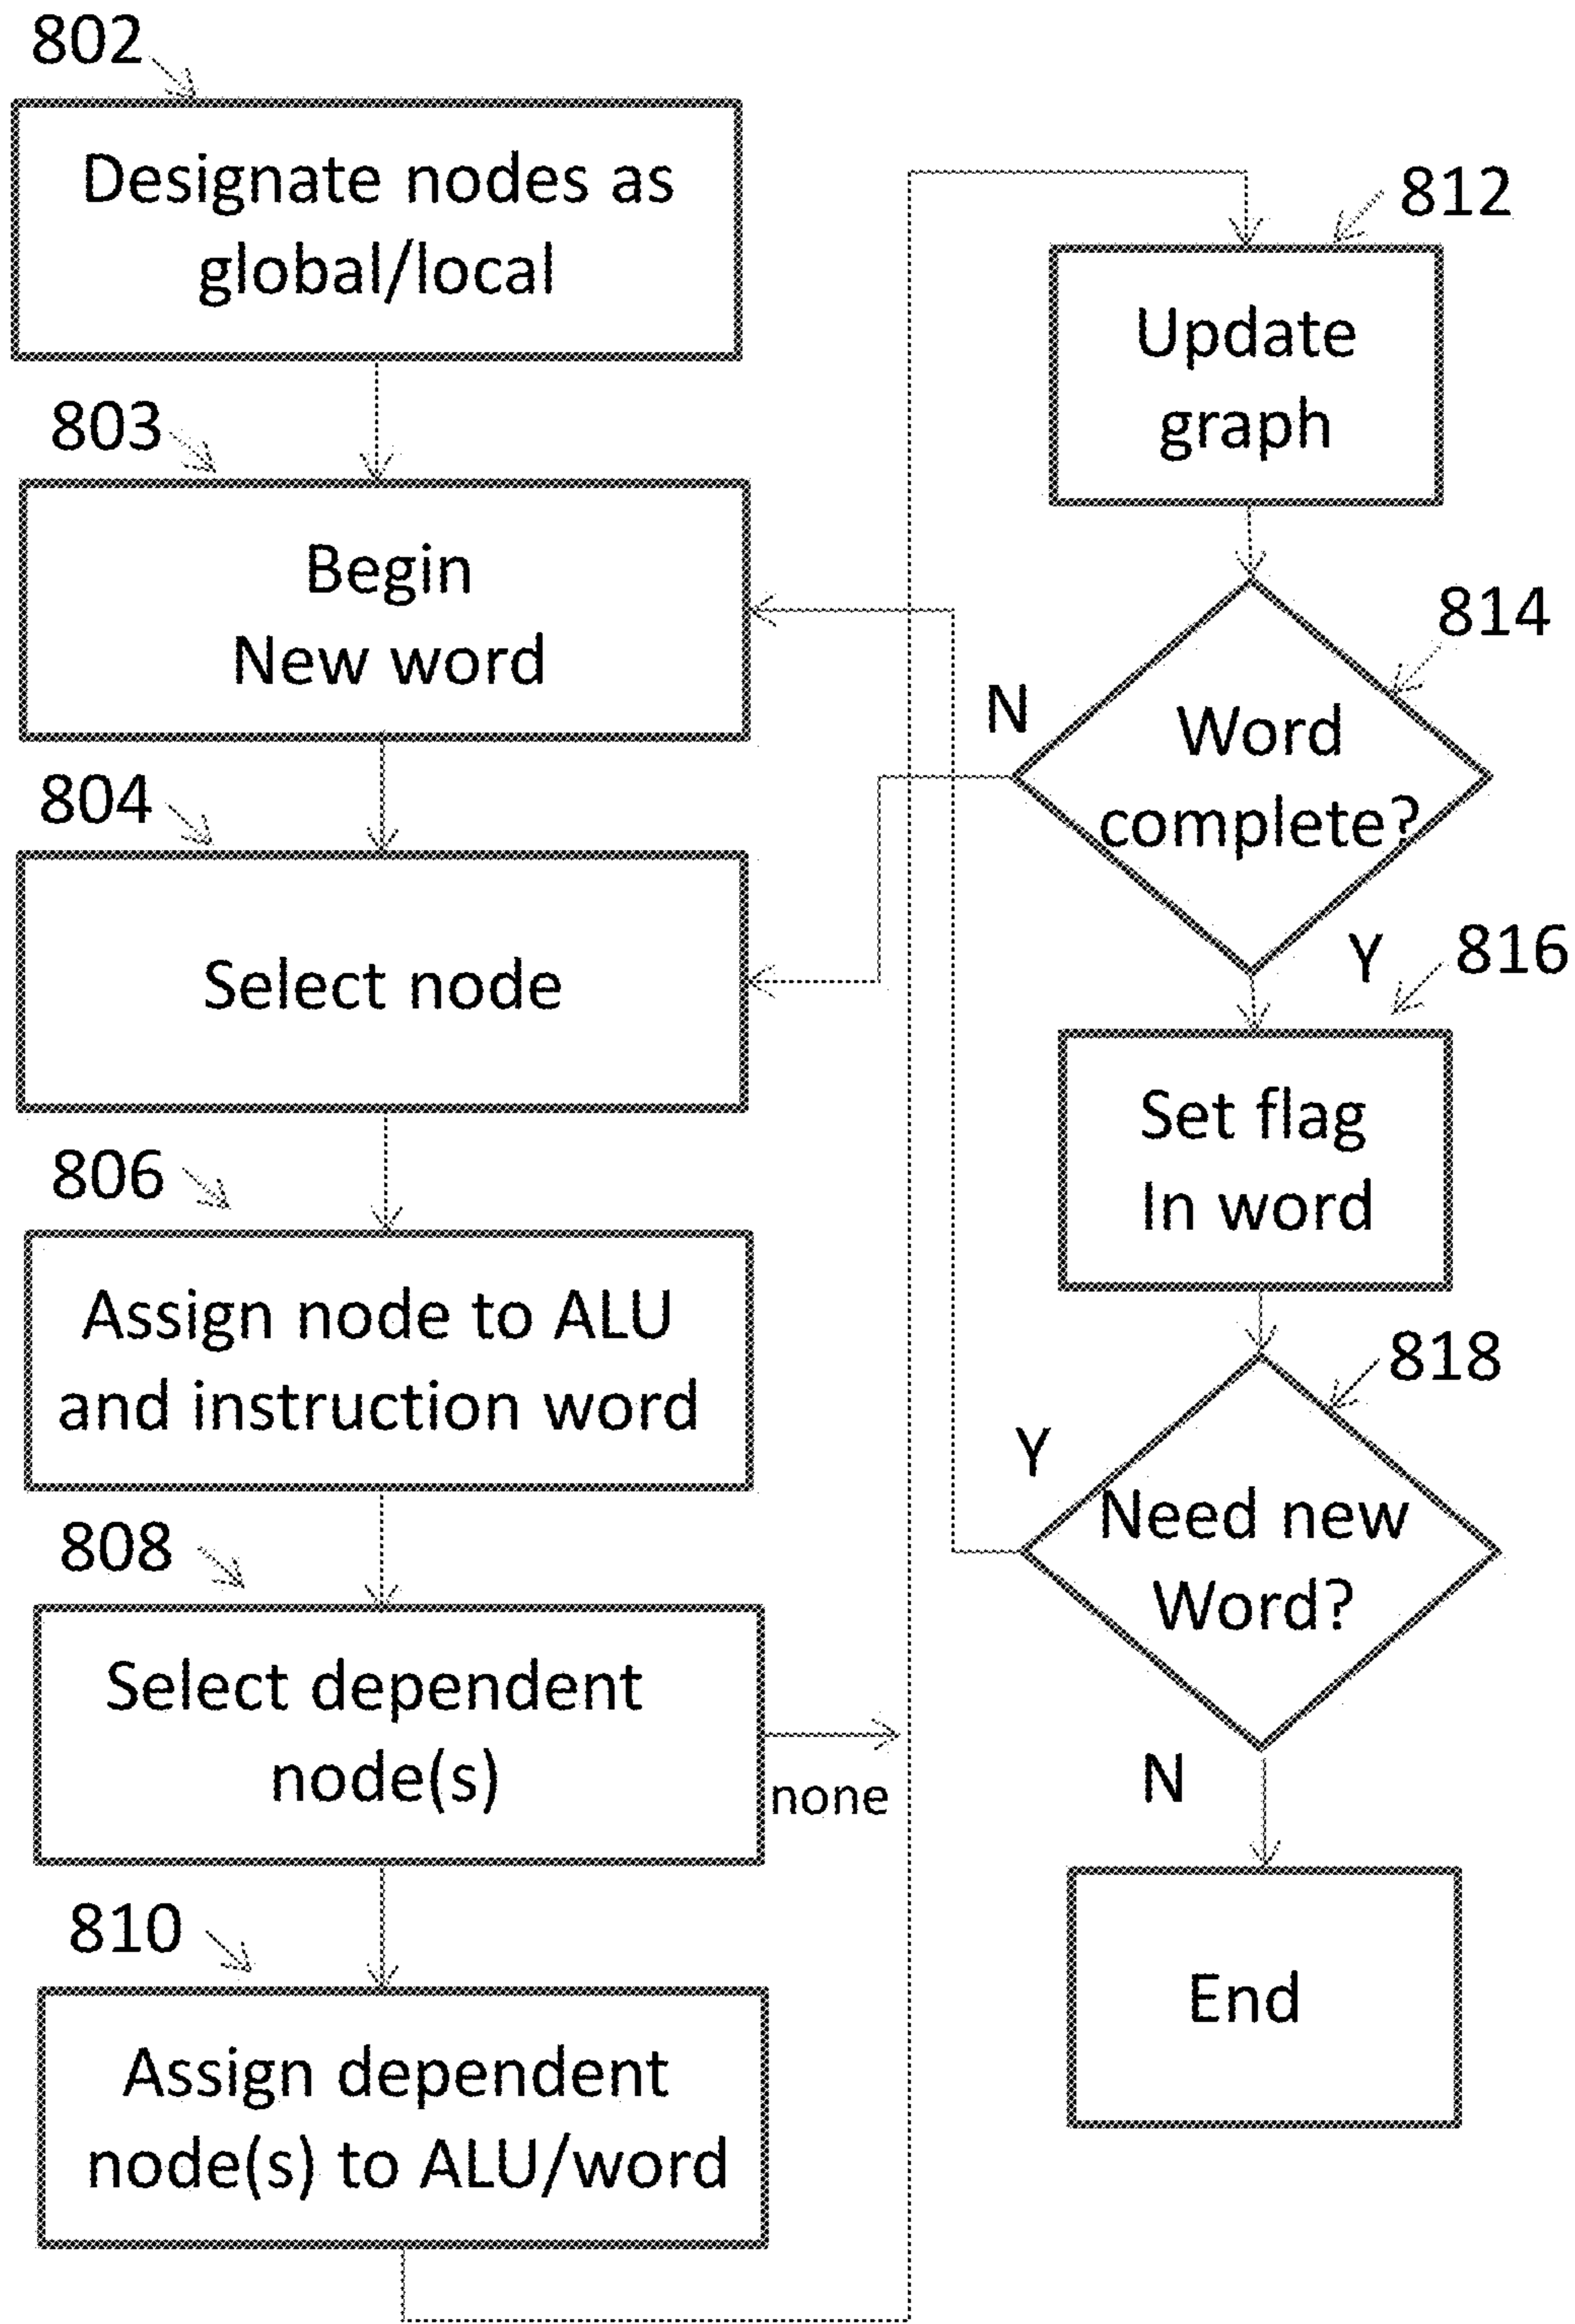 802
Designate nodes as
global/local
803
Begin
New word
804
Select node
806
Assign node to ALU
and instruction word
808
Select dependent
node(s)
none
810
Assign dependent
node(s) to ALU/word
812
Update
graph
814
N
Word
complete?
Y
816
Set flag
In word
818
Y
Need new
Word?
N
End